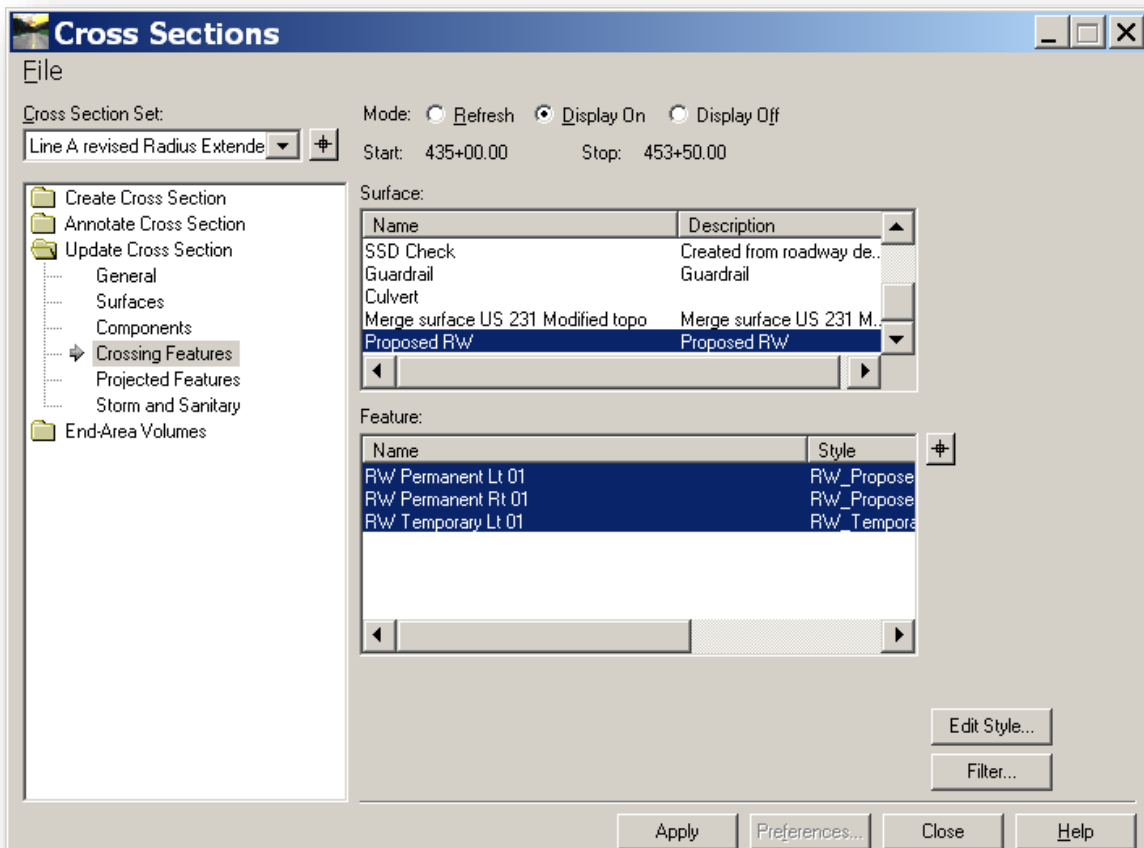 Cross Sections
File
Cross Section Set:
Line A revised Radius Extende
Mode: Refresh Display On Display Off
Start: 435+00.00 Stop: 453+50.00
Create Cross Section
Annotate Cross Section
Update Cross Section
General
Surfaces
Components
Crossing Features
Projected Features
Storm and Sanitary
End-Area Volumes
Surface:
Name Description
SSD Check Created from roadway de..
Guardrail Guardrail
Culvert
Merge surface US 231 Modified topo Merge surface US 231 M..
Proposed RW Proposed RW
Feature:
Name Style
RW Permanent Lt 01 RW_Propose
RW Permanent Rt 01 RW_Propose
RW Temporary Lt 01 RW_Tempora
Edit Style...
Filter...
Apply Preferences... Close Help